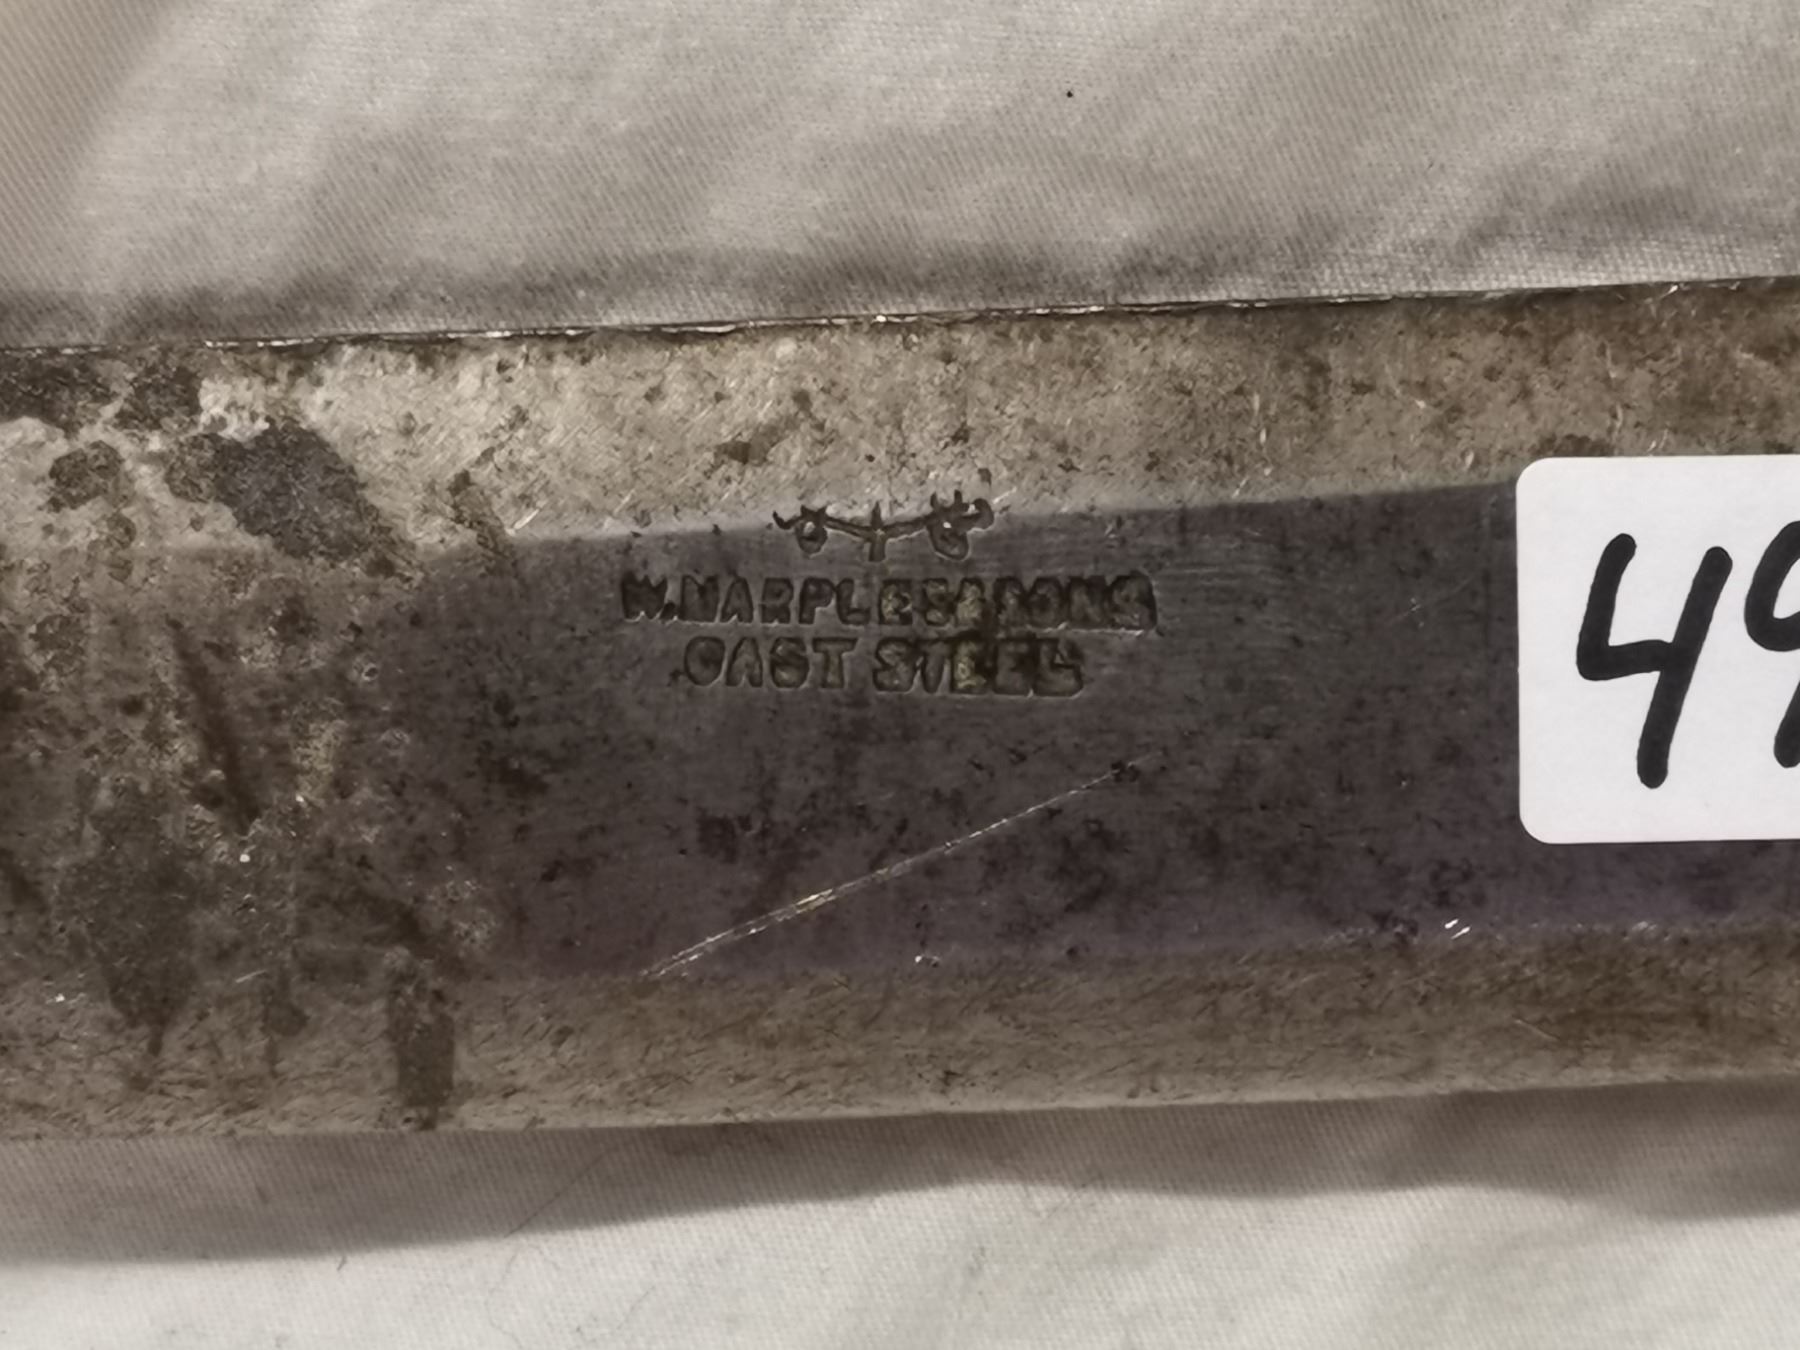 W. MARPLES & SONS
CAST STEEL
49